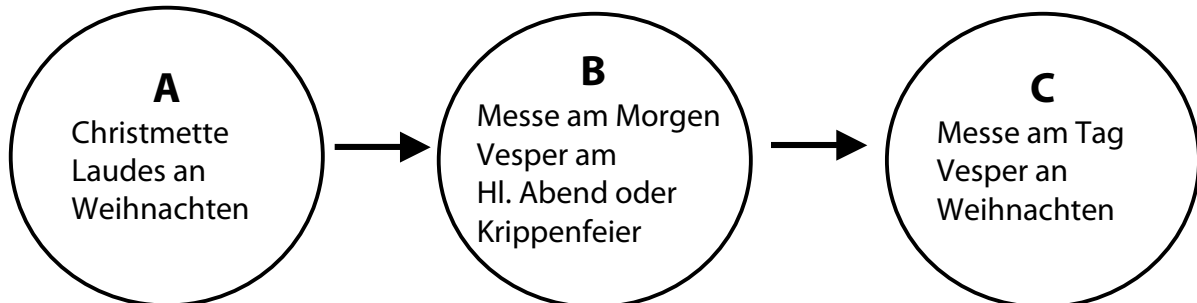 A
Christmette
Laudes an
Weihnachten
B
Messe am Morgen
Vesper am
Hl. Abend oder
Krippenfeier
C
Messe am Tag
Vesper an
Weihnachten